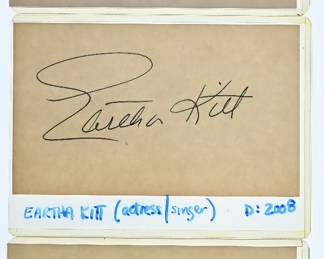 Eartha Kitt
EARTHA KITT (actress/singer) D: 2008